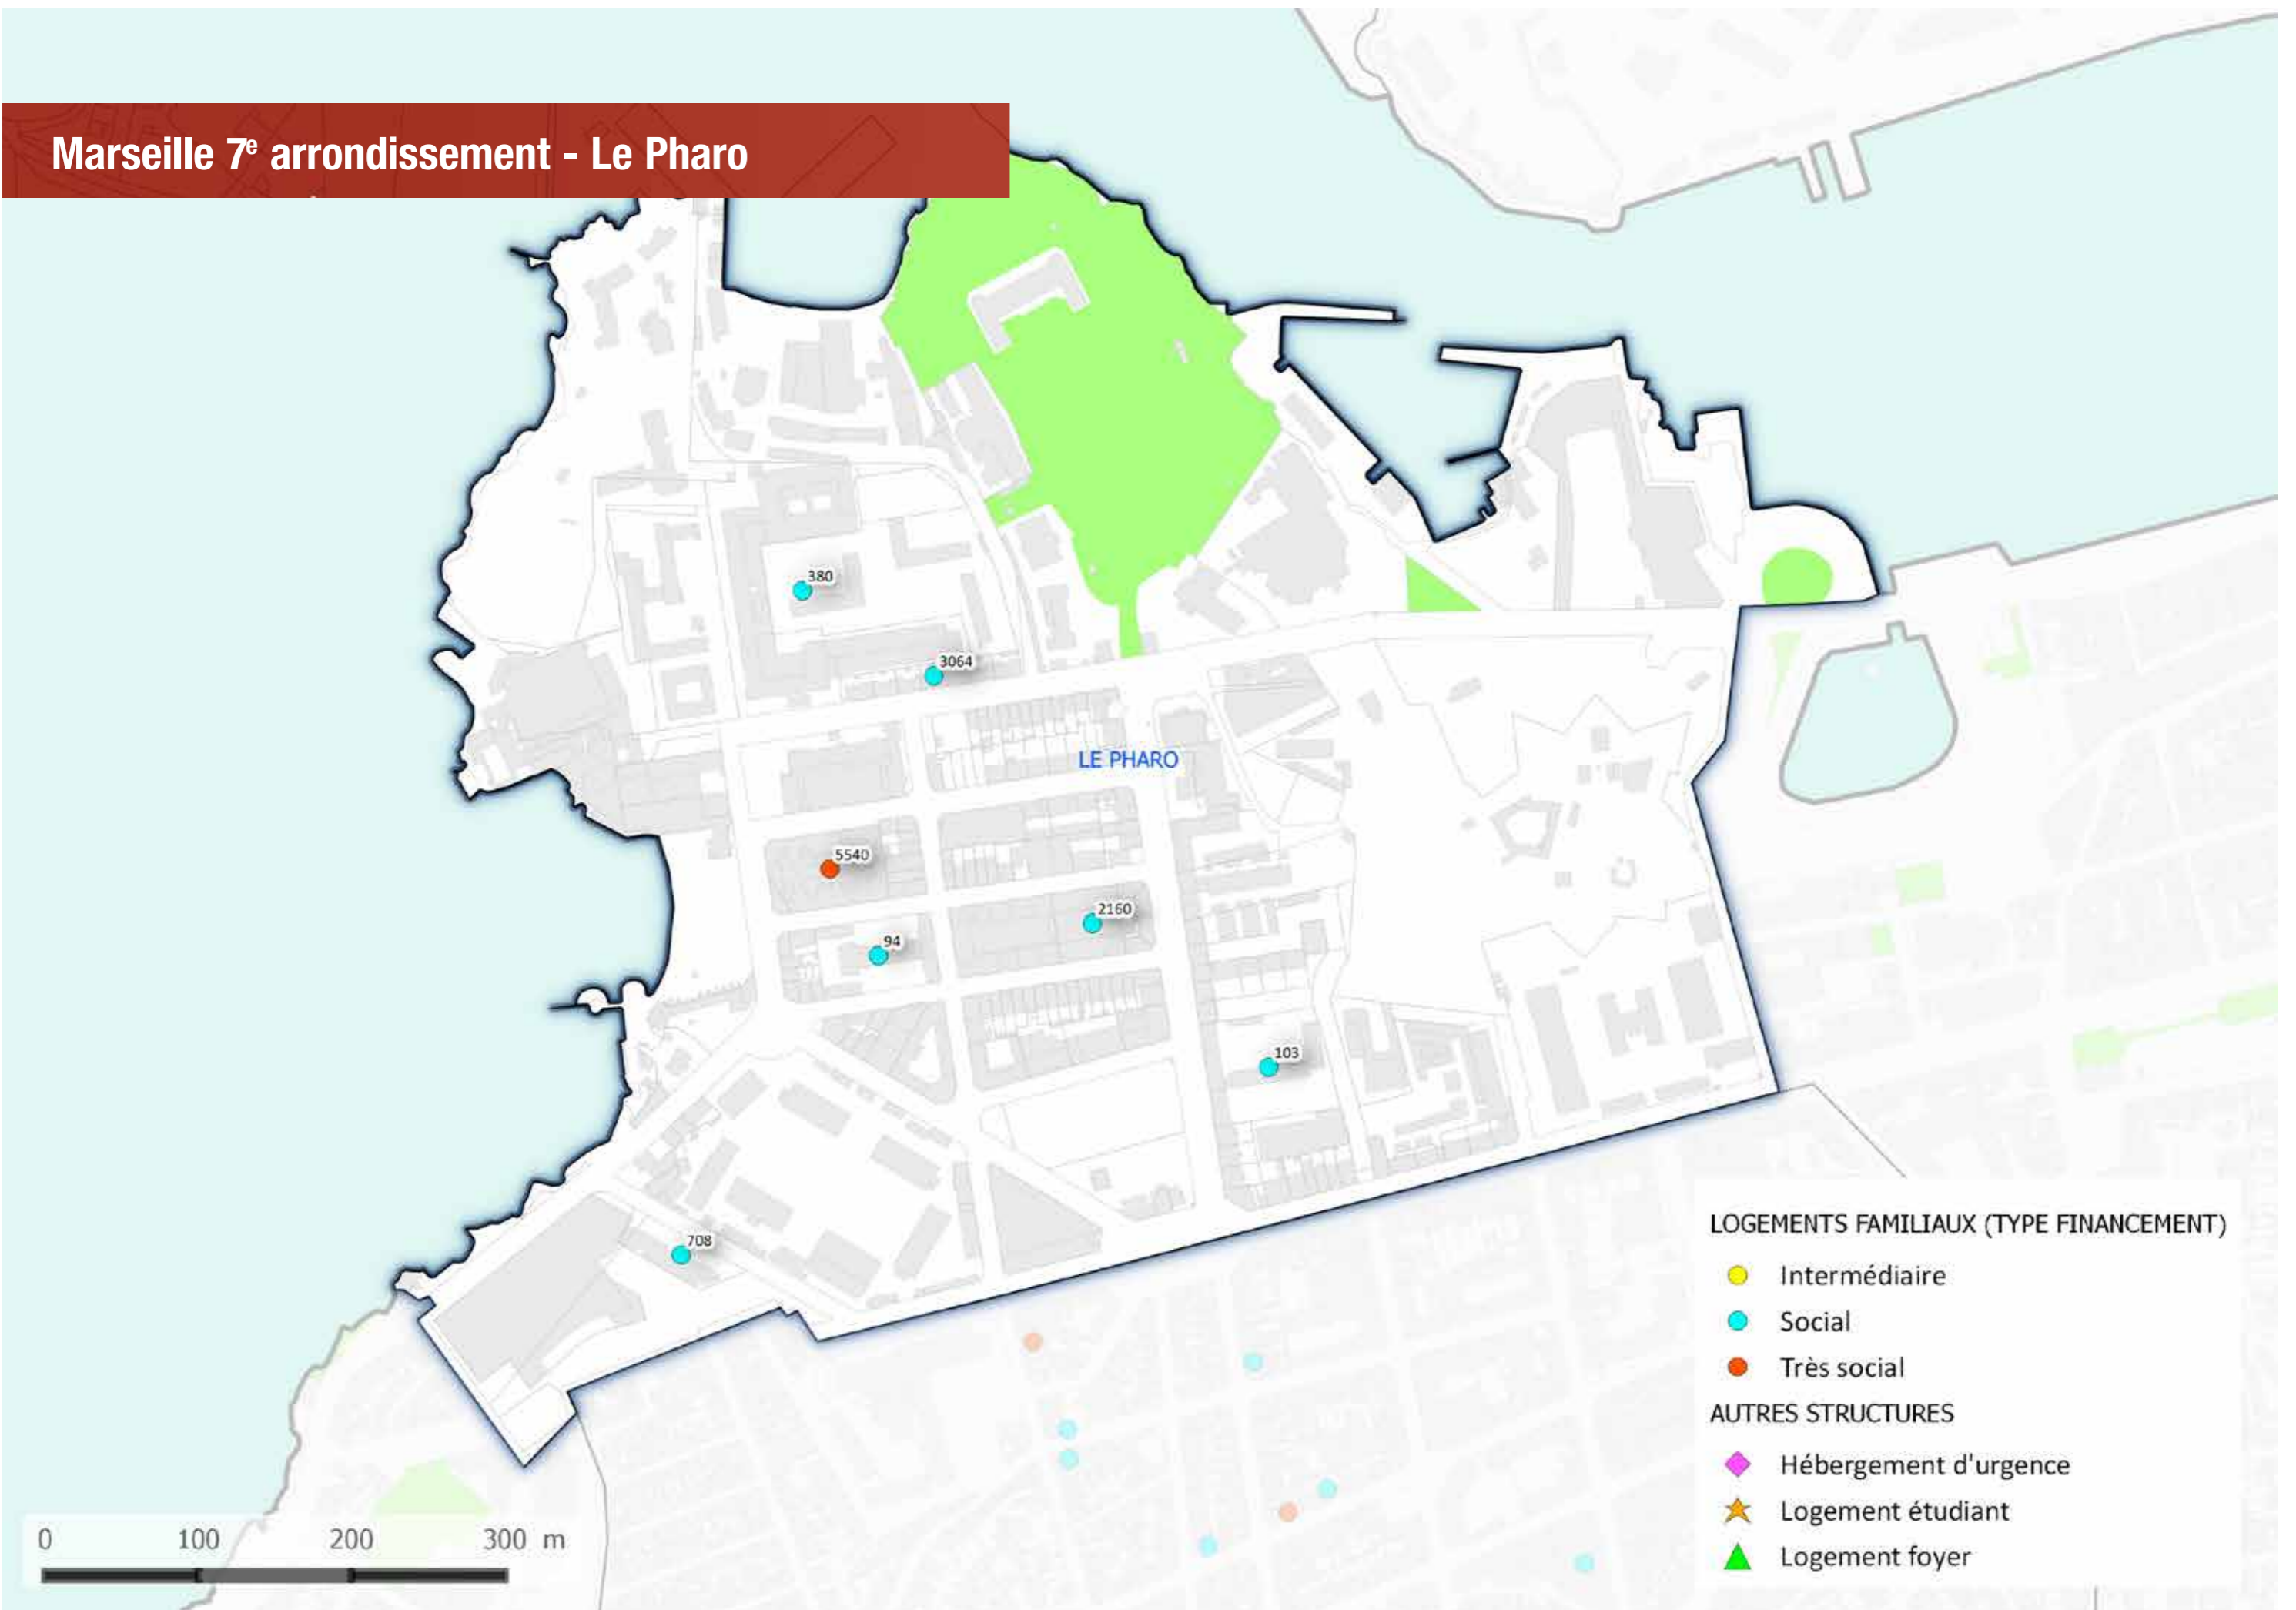 Marseille 7e arrondissement - Le Pharo
380
3064
LE PHARO
5540
2160
94
103
708
LOGEMENTS FAMILIAUX (TYPE FINANCEMENT)
Intermédiaire
Social
Très social
AUTRES STRUCTURES
Hébergement d'urgence
Logement étudiant
Logement foyer
0 100 200 300 m